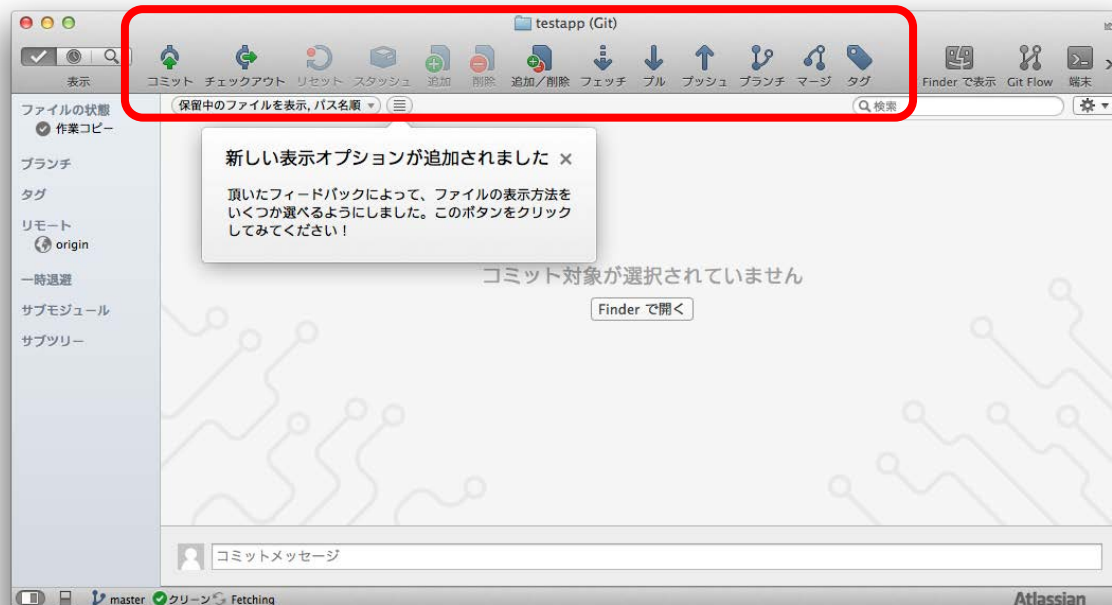 testapp (Git)
表示
コミット チェックアウト リセット スタッシュ 追加 削除 追加／削除 フェッチ プル プッシュ ブランチ マージ タグ Finder で表示 Git Flow 端末
保留中のファイルを表示, パス名順
検索
ファイルの状態
作業コピー
ブランチ
タグ
リモート
origin
一時退避
サブモジュール
サブツリー
新しい表示オプションが追加されました
頂いたフィードバックによって、ファイルの表示方法を
いくつか選べるようにしました。このボタンをクリック
してみてください！
コミット対象が選択されていません
Finder で開く
コミットメッセージ
master クリーン Fetching
Atlassian